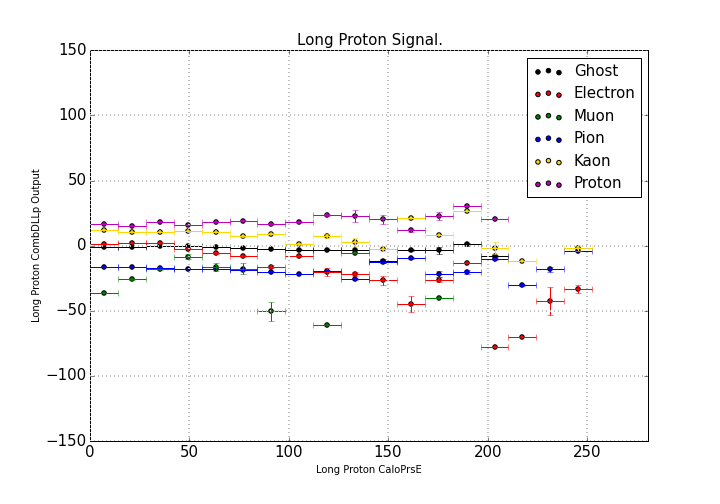 Long Proton Signal.
150
100
50
0
−50
−100
−150
Long Proton CombDLLp Output
Ghost
Electron
Muon
Pion
Kaon
Proton
0 50 100 150 200 250
Long Proton CaloPrsE